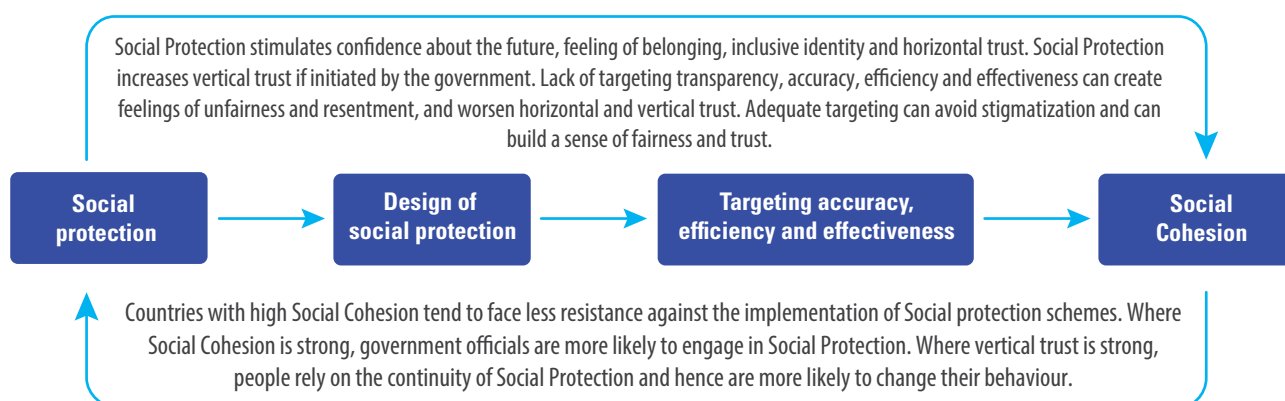 Social Protection stimulates confidence about the future, feeling of belonging, inclusive identity and horizontal trust. Social Protection
increases vertical trust if initiated by the government. Lack of targeting transparency, accuracy, efficiency and effectiveness can create
feelings of unfairness and resentment, and worsen horizontal and vertical trust. Adequate targeting can avoid stigmatization and can
build a sense of fairness and trust.
Social
protection
Design of
social protection
Targeting accuracy,
efficiency and effectiveness
Social
Cohesion
Countries with high Social Cohesion tend to face less resistance against the implementation of Social protection schemes. Where
Social Cohesion is strong, government officials are more likely to engage in Social Protection. Where vertical trust is strong,
people rely on the continuity of Social Protection and hence are more likely to change their behaviour.